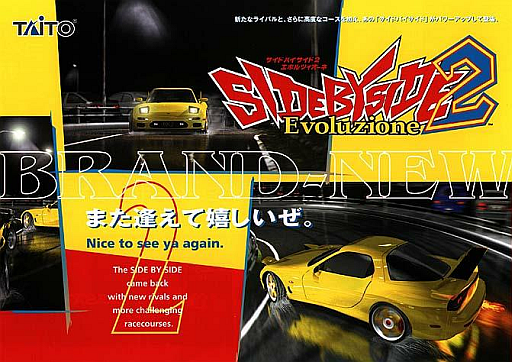 TAITO
新たなライバルと、さらに高度なコースを加え、あの「サイドバイサイド」がパワーアップして登場。
サイドバイサイド2
エボルツィオーネ
SIDE BY SIDE 2
Evoluzione
BRAND-NEW
2
また逢えて嬉しいぜ。
Nice to see ya again.
The SIDE BY SIDE
come back
with new rivals and
more challenging
racecourses.